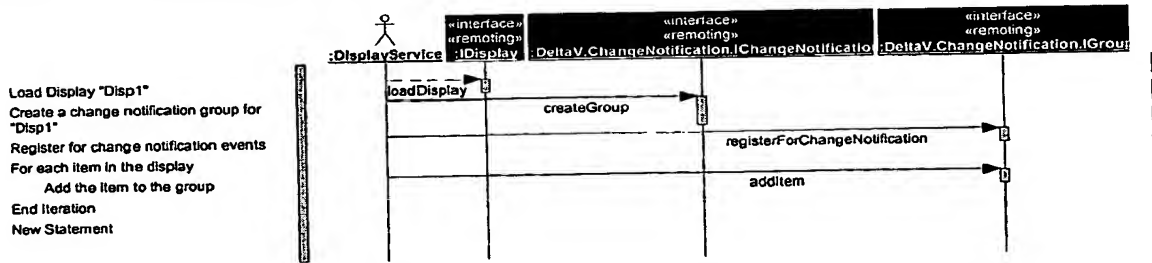 «interface»
«remoting»
:DisplayService
:IDisplay
«interface»
«remoting»
:DeltaV.ChangeNotification.IChangeNotificatio
«interface»
«remoting»
:DeltaV.ChangeNotification.IGroup
Load Display "Disp1"
Create a change notification group for
"Disp1"
Register for change notification events
For each item in the display
Add the item to the group
End Iteration
New Statement
loadDisplay
createGroup
registerForChangeNotification
addItem